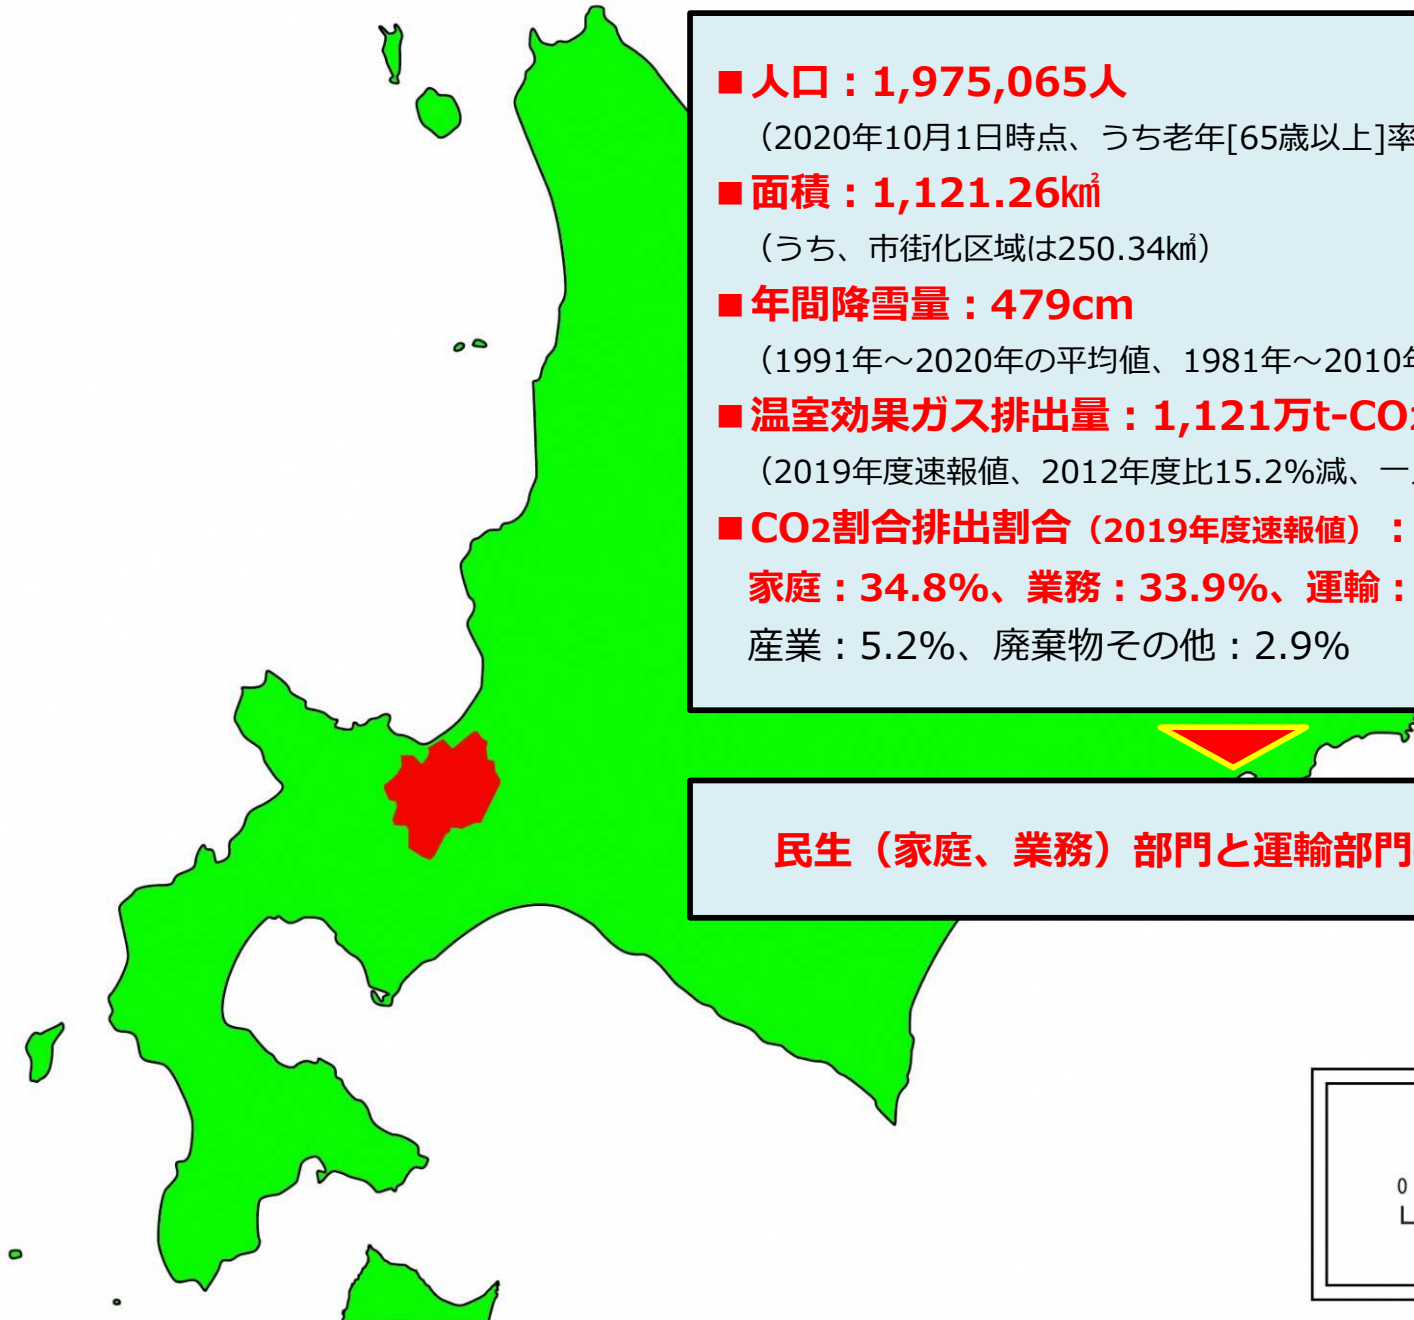 ■人口：1,975,065人
（2020年10月1日時点、うち老年[65歳以上]率
■面積：1,121.26㎢
（うち、市街化区域は250.34㎢）
■年間降雪量：479cm
（1991年～2020年の平均値、1981年～2010年
■温室効果ガス排出量：1,121万t-CO2
（2019年度速報値、2012年度比15.2%減、一
■CO2割合排出割合（2019年度速報値）：
家庭：34.8%、業務：33.9%、運輸：
産業：5.2%、廃棄物その他：2.9%
民生（家庭、業務）部門と運輸部門
0